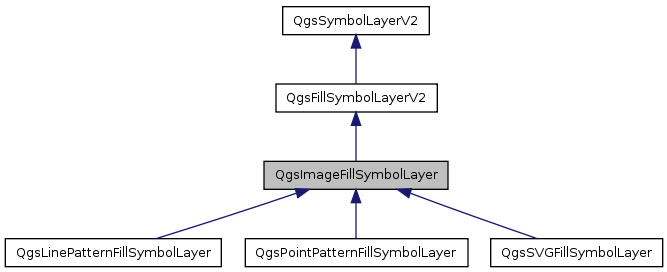 QgsSymbolLayerV2
QgsFillSymbolLayerV2
QgsImageFillSymbolLayer
QgsLinePatternFillSymbolLayer
QgsPointPatternFillSymbolLayer
QgsSVGFillSymbolLayer